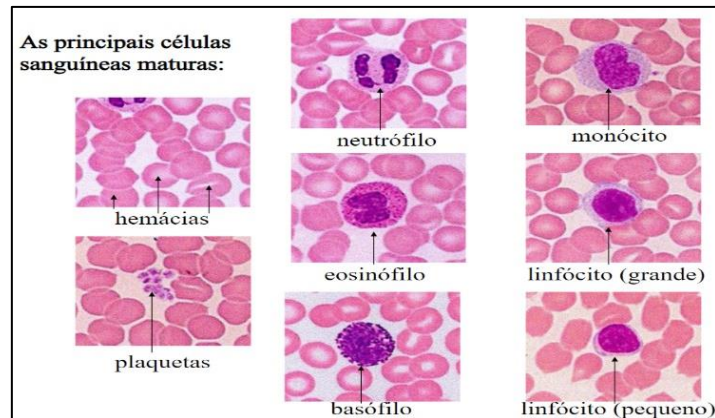 As principais células
sanguíneas maturas:
hemácias
plaquetas
neutrófilo
eosinófilo
basófilo
monócito
linfócito (grande)
linfócito (pequeno)